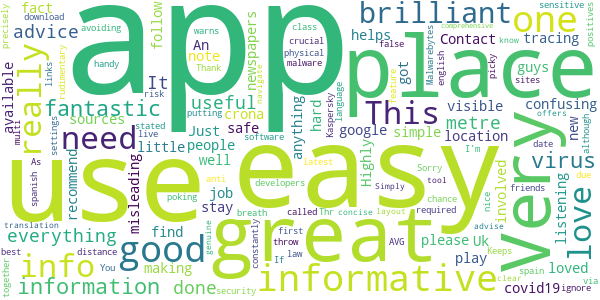 app
place
use
easy
great
Very
informative
good
This
need
one
brilliant
love
info
really
fantastic
information
done
virus
advice
useful
everything
metre
It
An
note
newspapers
crona
sources
Just
people
safe
little
well
job
stay
find
making
recommend
misleading
available
fact
follow
helps
got
google
hard
simple
anything
Highly
location
please
Uk
play
listening
loved
involved
covid19
new
confusing
visible
guys
tracing
Contact
download
precisely
avoiding
handy
warns
Thank
class
crucial
physical
malware
false
picky
english
language
Kaspersky
Malwarebytes
feature
navigate
rudimentary
risk
links
multi
settings
stated
live
putting
software
As
spanish
translation
best
distance
together
You
poking
breath
genuine
security
anti
latest
developers
constantly
first
throw
called
If
law
AVG
Simply
Sorry
Thr
concise
chance
tool
required
layout
nice
advise
Keeps
I'm
friends
spain
clear
via
due
date
ignore
offers
although
sites
know
comprehensive
sensitive
positives